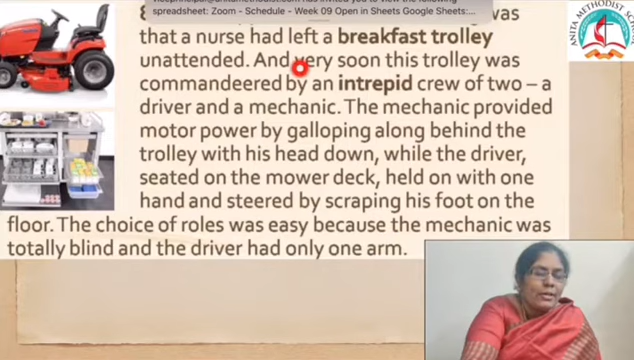 spreadsheet: Zoom - Schedule - Week 09 Open in Sheets Google Sheets:...
was
that a nurse had left a breakfast trolley
unattended. And very soon this trolley was
commandeered by an intrepid crew of two – a
driver and a mechanic. The mechanic provided
motor power by galloping along behind the
trolley with his head down, while the driver,
seated on the mower deck, held on with one
hand and steered by scraping his foot on the
floor. The choice of roles was easy because the mechanic was
totally blind and the driver had only one arm.
ANITA METHODIST